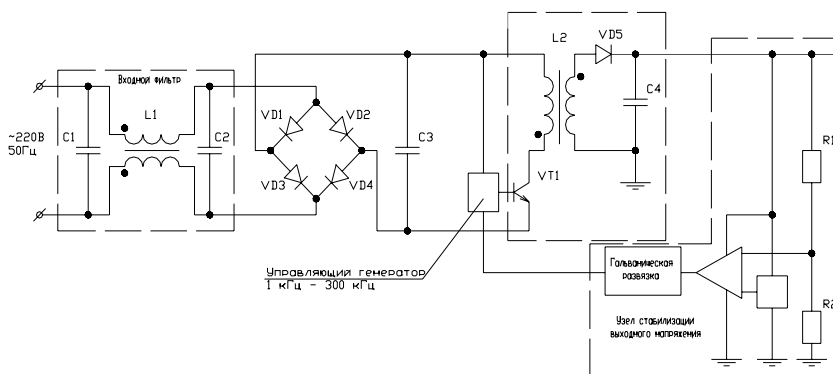 Входной фильтр
L1
C1
C2
~220В
50Гц
VD1
VD2
VD3
VD4
C3
L2
VD5
C4
VT1
R1
Управляющий генератор
1 кГц - 300 кГц
Гальваническая
развязка
Узел стабилизации
выходного напряжения
R2